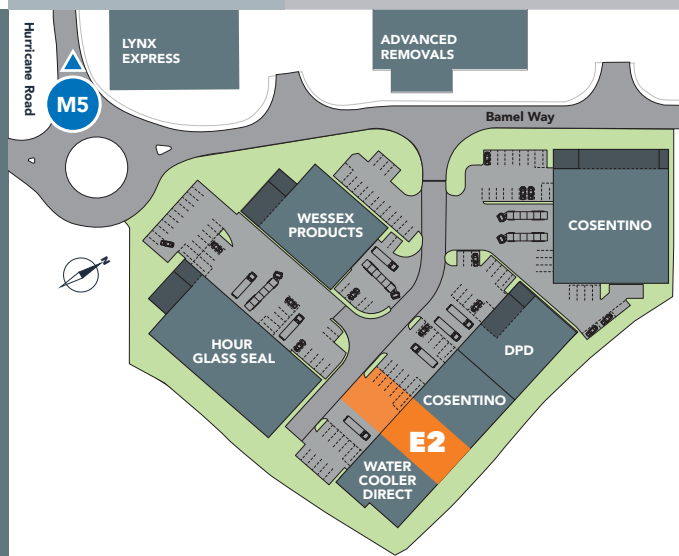 LYNX
EXPRESS
ADVANCED
REMOVALS
Hurricane Road
M5
Bamel Way
WESSEX
PRODUCTS
COSENTINO
N
HOUR
GLASS SEAL
DPD
COSENTINO
E2
WATER
COOLER
DIRECT